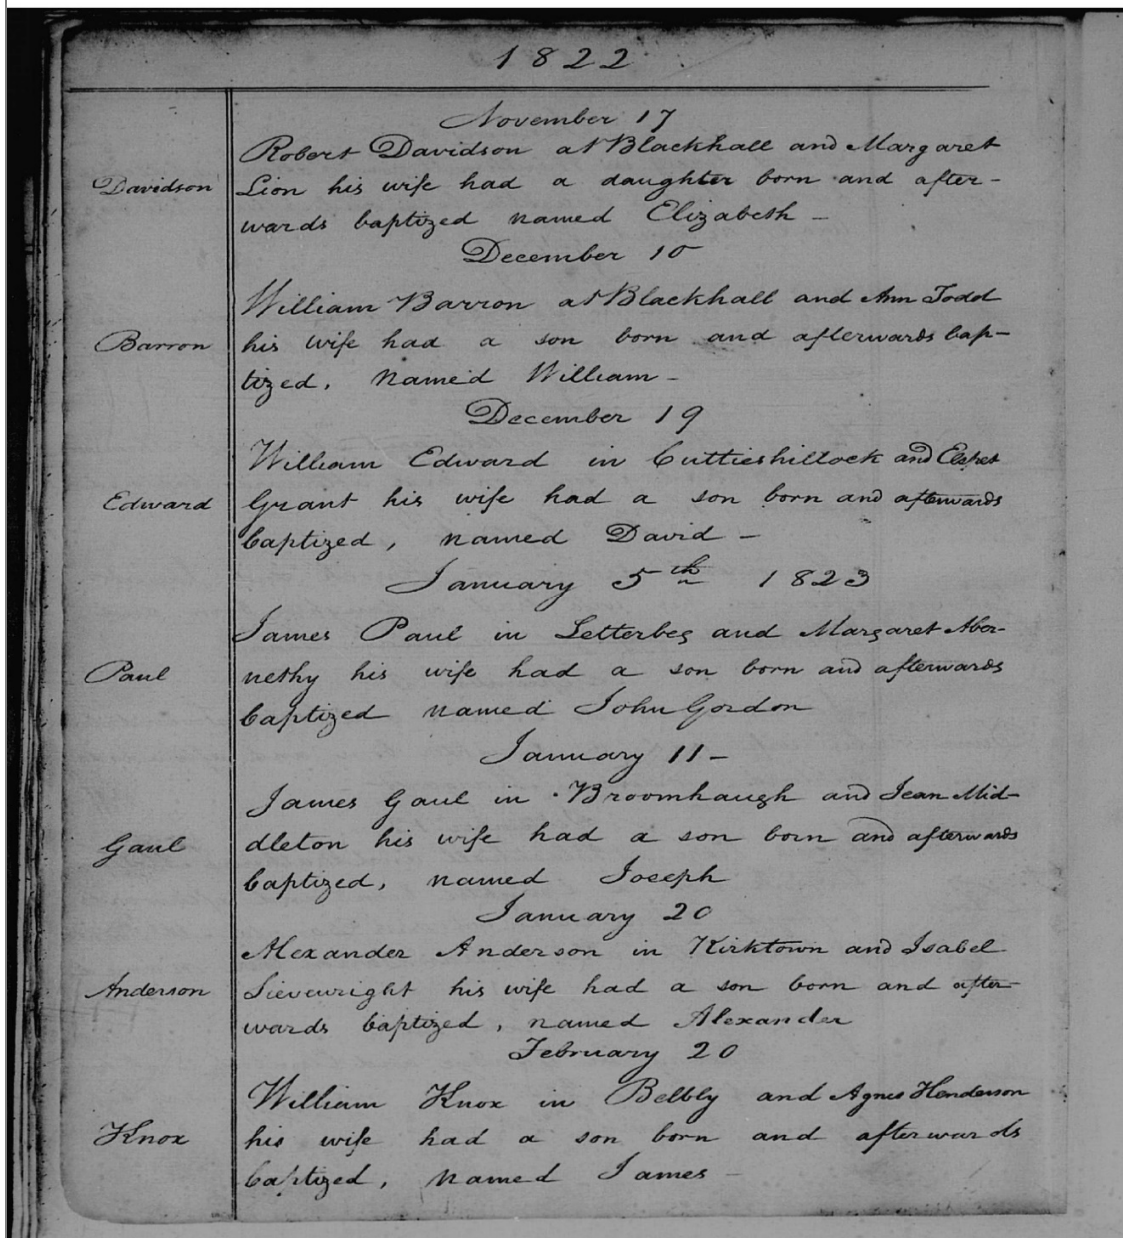 1822
November 17
Robert Davidson at Blackhall and Margaret
Davidson Lion his wife had a daughter born and after-
wards baptized named Elizabeth -
December 10
William Barron at Blackhall and Ann Todd
Barron his wife had a son born and afterwards bap-
tized, Named William -
December 19
William Edward in Cuttieshillock and Elspet
Edward Grant his wife had a son born and afterwards
baptized, named David -
January 5th 1823
James Paul in Letterbeg and Margaret Aber-
Paul nethy his wife had a son born and afterwards
baptized named John Gordon
January 11 -
James Gaul in Broomhaugh and Jean Mid-
Gaul dleton his wife had a son born and afterwards
baptized, named Joseph
January 20
Alexander Anderson in Kirktown and Isabel
Anderson Sievewright his wife had a son born and after-
wards baptized, named Alexander
February 20
William Knox in Belbly and Agnes Henderson
Knox his wife had a son born and afterwards
baptized, named James -